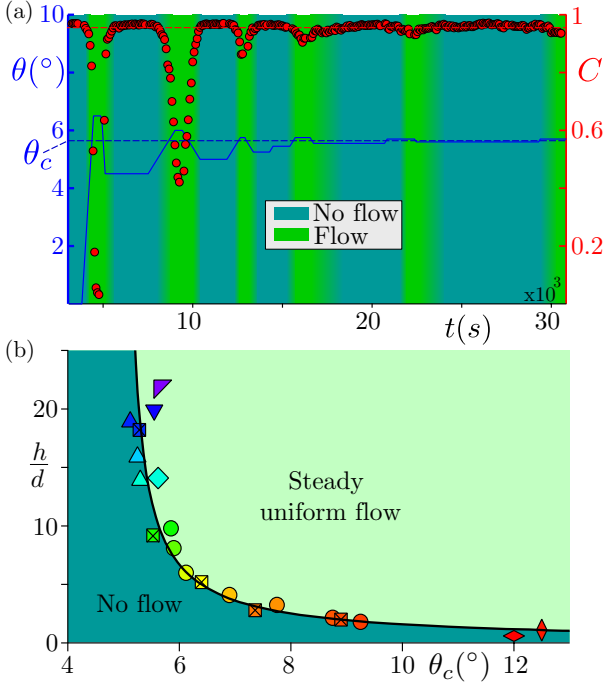 (a)
10
8
6
4
2
θ(°)
θc
1
C
0.6
0.2
No flow
Flow
x10³
10
20
30
t(s)
(b)
20
10
0
h/d
Steady
uniform flow
No flow
4
6
8
10
12
θc(°)